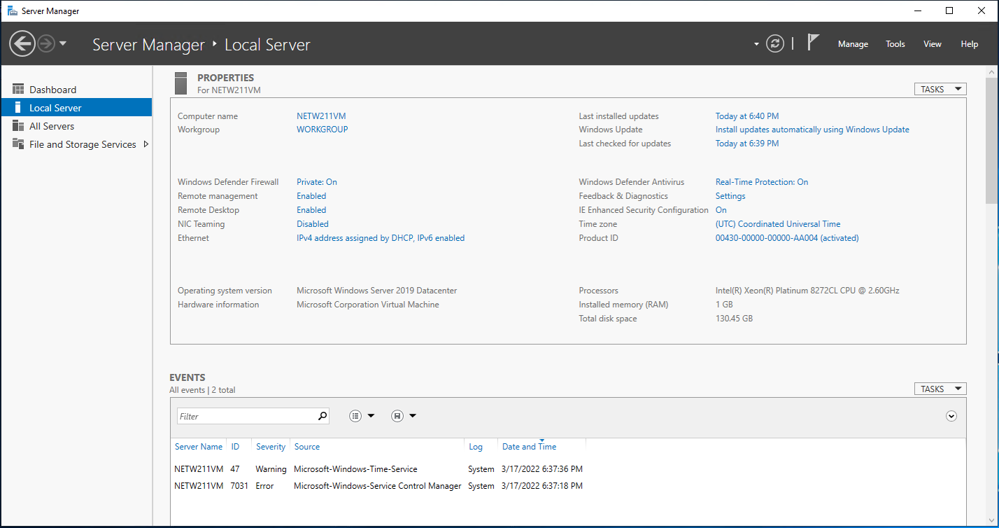 Server Manager
Server Manager ‣ Local Server
Manage Tools View Help
Dashboard
Local Server
All Servers
File and Storage Services
PROPERTIES
For NETW211VM
TASKS
Computer name NETW211VM Last installed updates Today at 6:40 PM
Workgroup WORKGROUP Windows Update Install updates automatically using Windows Update
Last checked for updates Today at 6:39 PM
Windows Defender Firewall Private: On Windows Defender Antivirus Real-Time Protection: On
Remote management Enabled Feedback & Diagnostics Settings
Remote Desktop Enabled IE Enhanced Security Configuration On
NIC Teaming Disabled Time zone (UTC) Coordinated Universal Time
Ethernet IPv4 address assigned by DHCP, IPv6 enabled Product ID 00430-00000-00000-AA004 (activated)
Operating system version Microsoft Windows Server 2019 Datacenter Processors Intel(R) Xeon(R) Platinum 8272CL CPU @ 2.60GHz
Hardware information Microsoft Corporation Virtual Machine Installed memory (RAM) 1 GB
Total disk space 130.45 GB
EVENTS
All events | 2 total
TASKS
Filter
Server Name ID Severity Source Log Date and Time
NETW211VM 47 Warning Microsoft-Windows-Time-Service System 3/17/2022 6:37:36 PM
NETW211VM 7031 Error Microsoft-Windows-Service Control Manager System 3/17/2022 6:37:18 PM